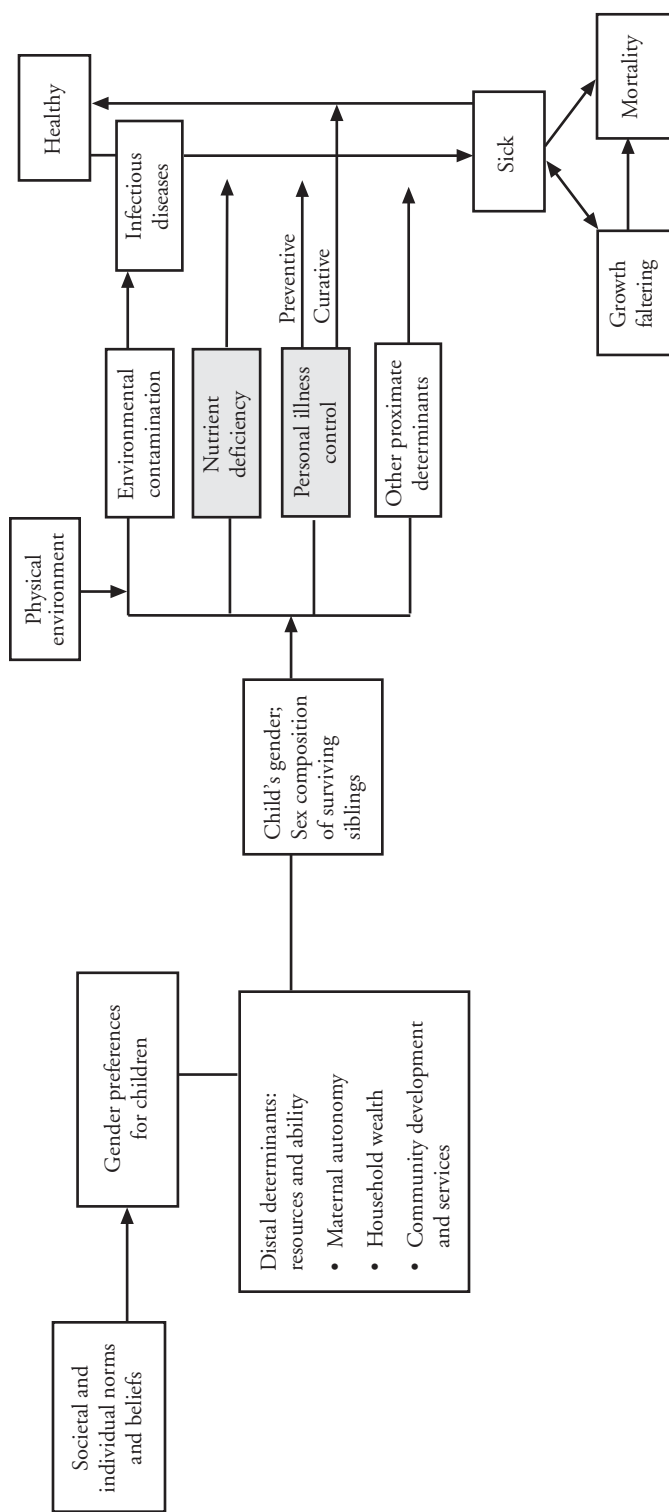 Societal and
individual norms
and beliefs
Gender preferences
for children
Distal determinants:
resources and ability
• Maternal autonomy
• Household wealth
• Community development
and services
Child's gender;
Sex composition
of surviving
siblings
Physical
environment
Environmental
contamination
Nutrient
deficiency
Personal illness
control
Other proximate
determinants
Preventive
Curative
Healthy
Infectious
diseases
Sick
Growth
faltering
Mortality